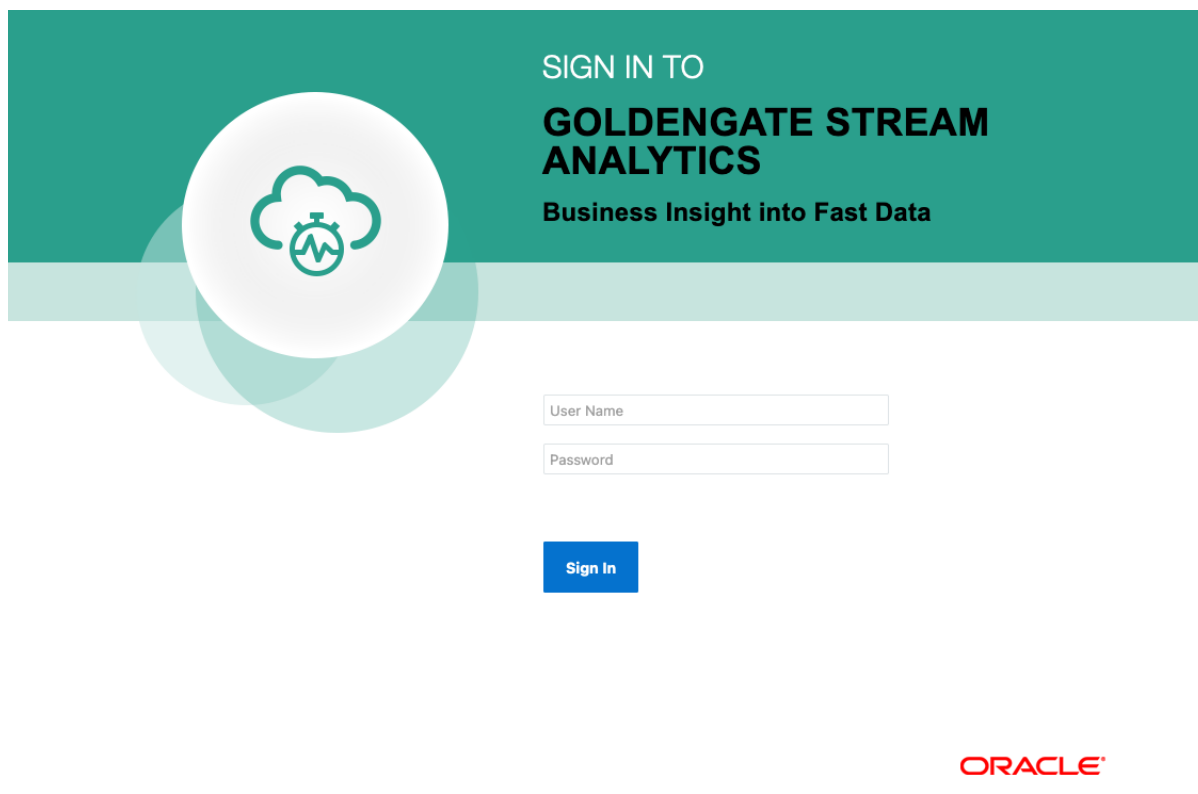 SIGN IN TO
GOLDENGATE STREAM
ANALYTICS
Business Insight into Fast Data
User Name
Password
Sign In
ORACLE